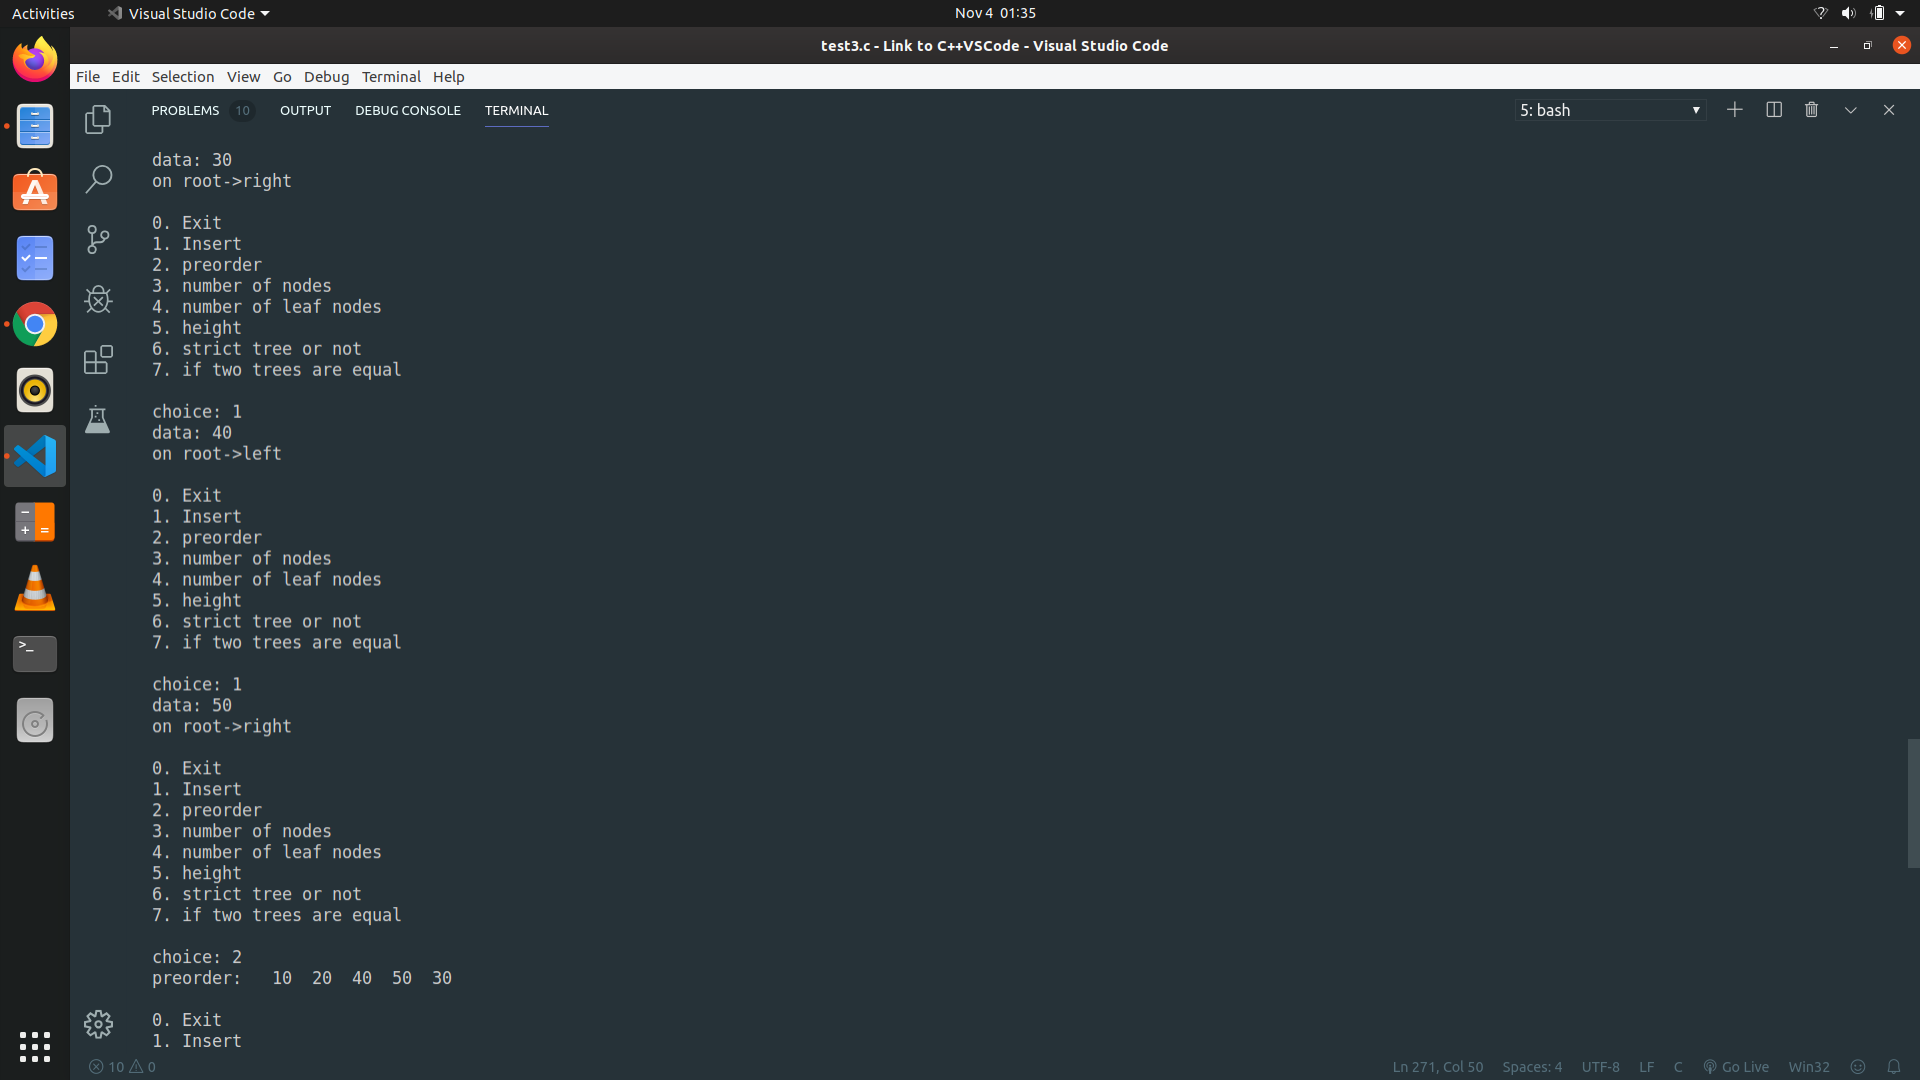 Activities
Visual Studio Code
Nov 4 01:35
test3.c - Link to C++VSCode - Visual Studio Code
File Edit Selection View Go Debug Terminal Help
PROBLEMS 10 OUTPUT DEBUG CONSOLE TERMINAL
5: bash
data: 30
on root->right
0. Exit
1. Insert
2. preorder
3. number of nodes
4. number of leaf nodes
5. height
6. strict tree or not
7. if two trees are equal
choice: 1
data: 40
on root->left
0. Exit
1. Insert
2. preorder
3. number of nodes
4. number of leaf nodes
5. height
6. strict tree or not
7. if two trees are equal
choice: 1
data: 50
on root->right
0. Exit
1. Insert
2. preorder
3. number of nodes
4. number of leaf nodes
5. height
6. strict tree or not
7. if two trees are equal
choice: 2
preorder: 10 20 40 50 30
0. Exit
1. Insert
10 0
Ln 271, Col 50 Spaces: 4 UTF-8 LF C Go Live Win32